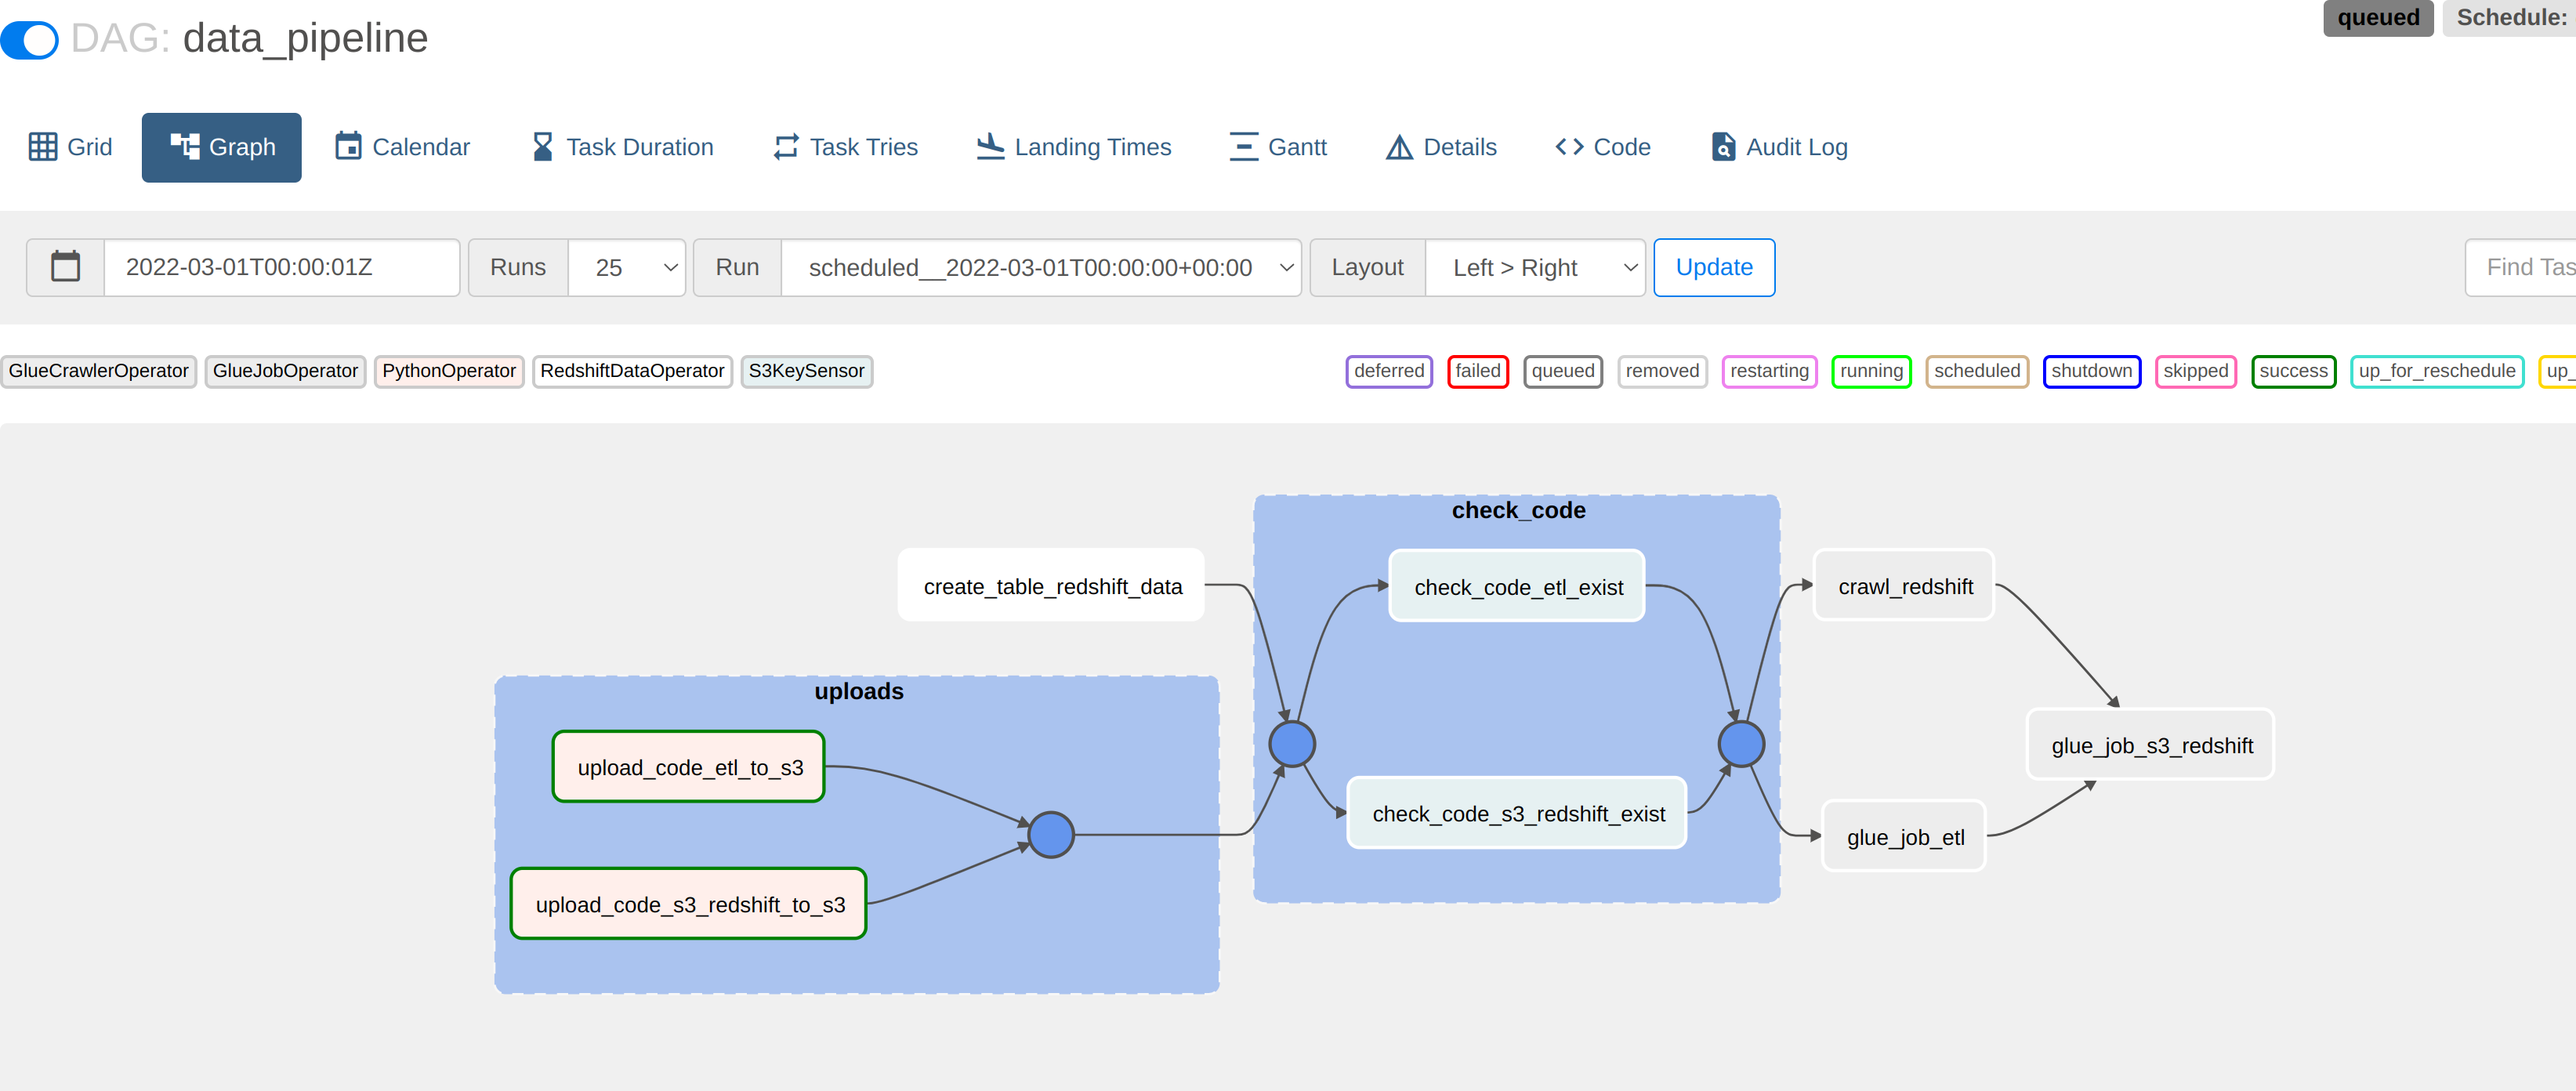 DAG: data_pipeline
queued
Schedule:
Grid
Graph
Calendar
Task Duration
Task Tries
Landing Times
Gantt
Details
Code
Audit Log
2022-03-01T00:00:01Z
Runs
25
Run
scheduled__2022-03-01T00:00:00+00:00
Layout
Left > Right
Update
Find Tas
GlueCrawlerOperator
GlueJobOperator
PythonOperator
RedshiftDataOperator
S3KeySensor
deferred
failed
queued
removed
restarting
running
scheduled
shutdown
skipped
success
up_for_reschedule
up_
check_code
create_table_redshift_data
check_code_etl_exist
crawl_redshift
uploads
upload_code_etl_to_s3
glue_job_s3_redshift
check_code_s3_redshift_exist
glue_job_etl
upload_code_s3_redshift_to_s3